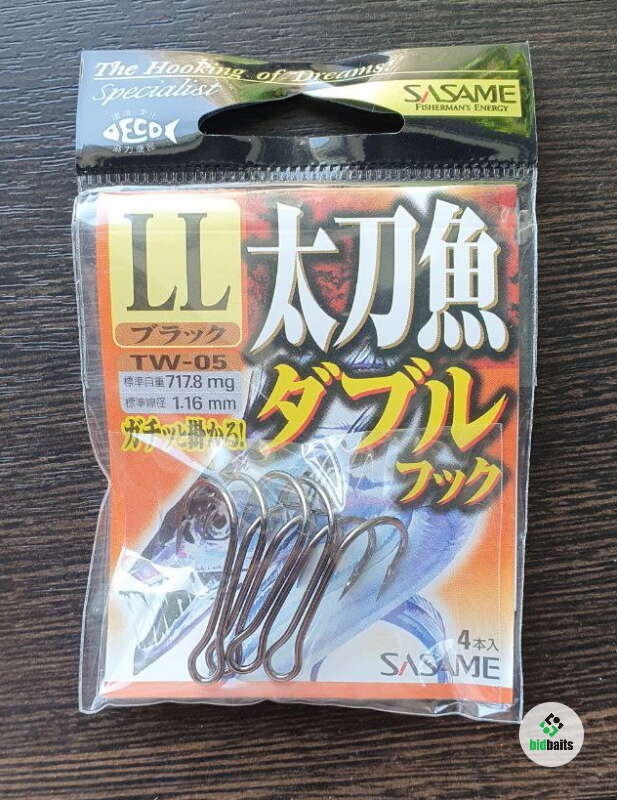 The Hooking of Dreams!!
Specialist
SASAME
FISHERMAN'S ENERGY
ECO
LL
ブラック
TW-05
標準自重 717.8 mg
標準線径 1.16 mm
ガチッと掛かる!
太刀魚
ダブル
フック
4本入
SASAME
bidbaits